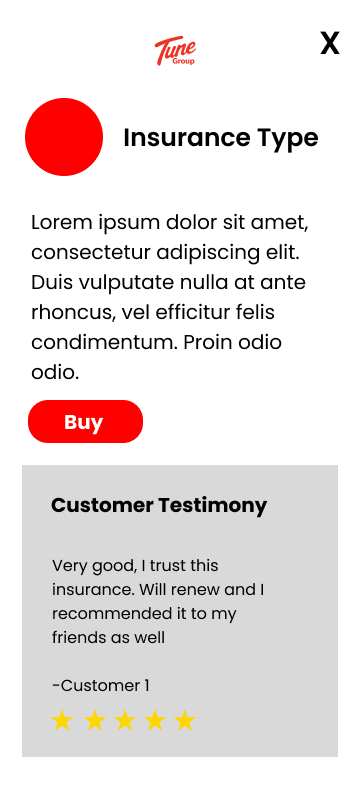 Tune
Group
X
Insurance Type
Lorem ipsum dolor sit amet,
consectetur adipiscing elit.
Duis vulputate nulla at ante
rhoncus, vel efficitur felis
condimentum. Proin odio
odio.
Buy
Customer Testimony
Very good, I trust this
insurance. Will renew and I
recommended it to my
friends as well
-Customer 1